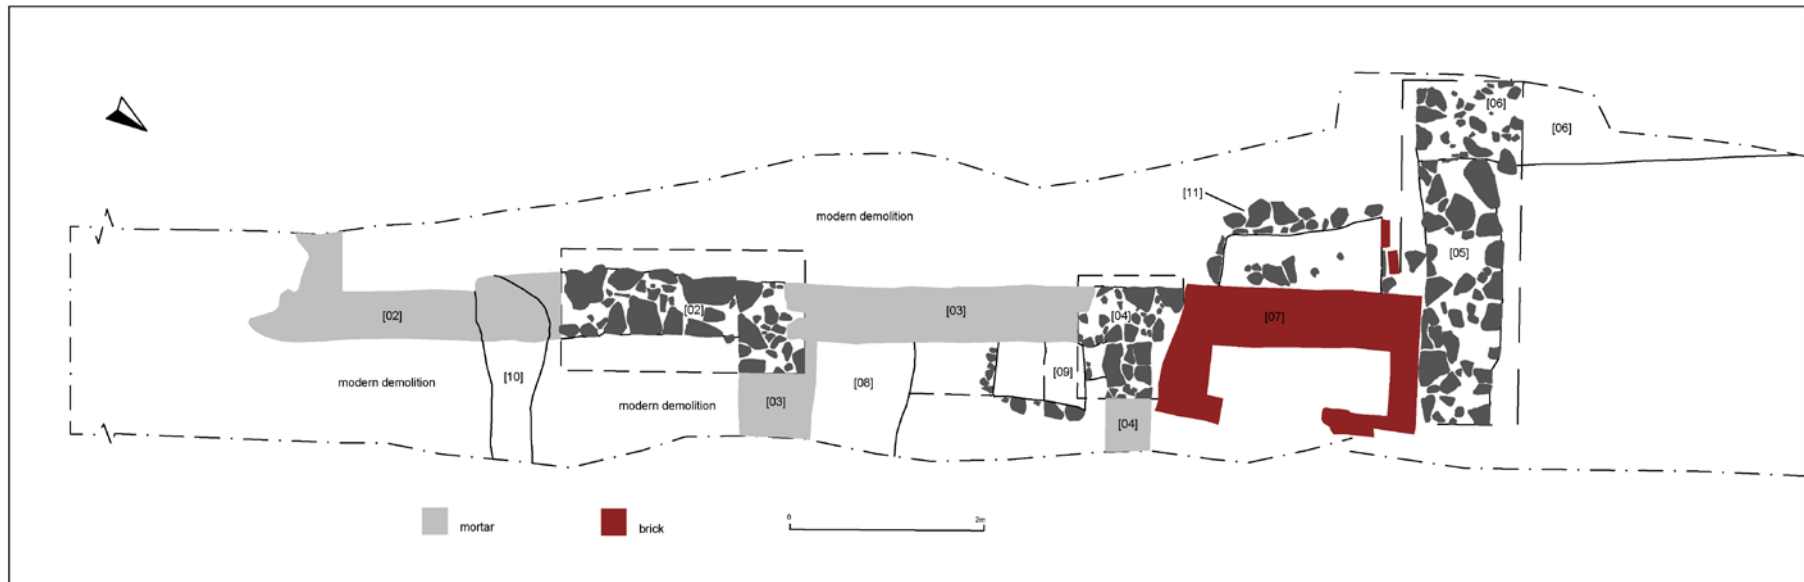 [06]
[06]
[11]
modern demolition
[05]
[02]
[02]
[03]
[04]
[07]
modern demolition
[10]
modern demolition
[03]
[08]
[09]
[04]
mortar
brick
0
2m